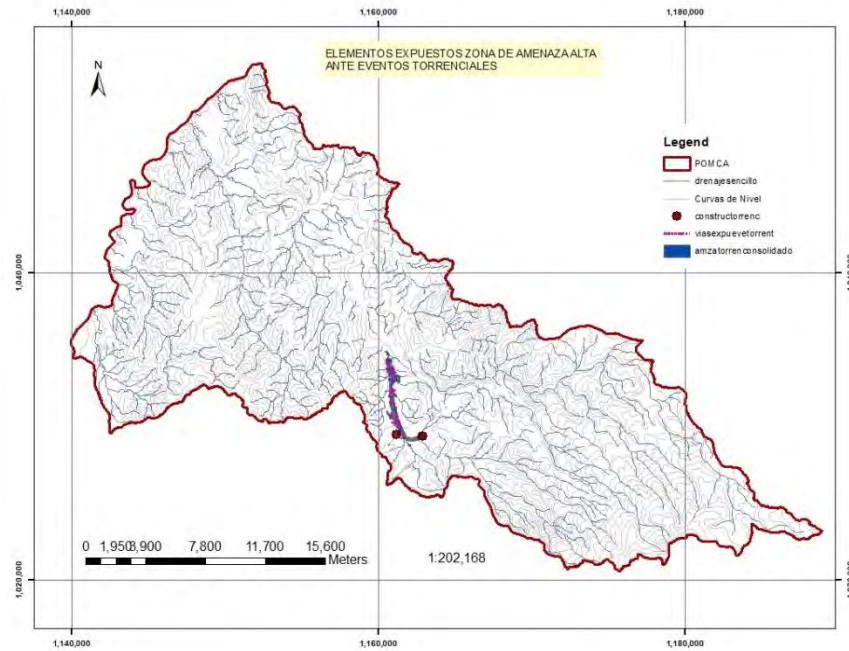 1,140,000 1,160,000 1,180,000
N
ELEMENTOS EXPUESTOS ZONA DE AMENAZA ALTA
ANTE EVENTOS TORRENCIALES
Legend
POMCA
drenajesencillo
Curvas de Nivel
constructorrenc
viasexpuevetorrent
amzatorrenconsolidado
1,040,000
0 1,950 3,900 7,800 11,700 15,600
Meters
1:202,168
1,020,000
1,140,000 1,160,000 1,180,000